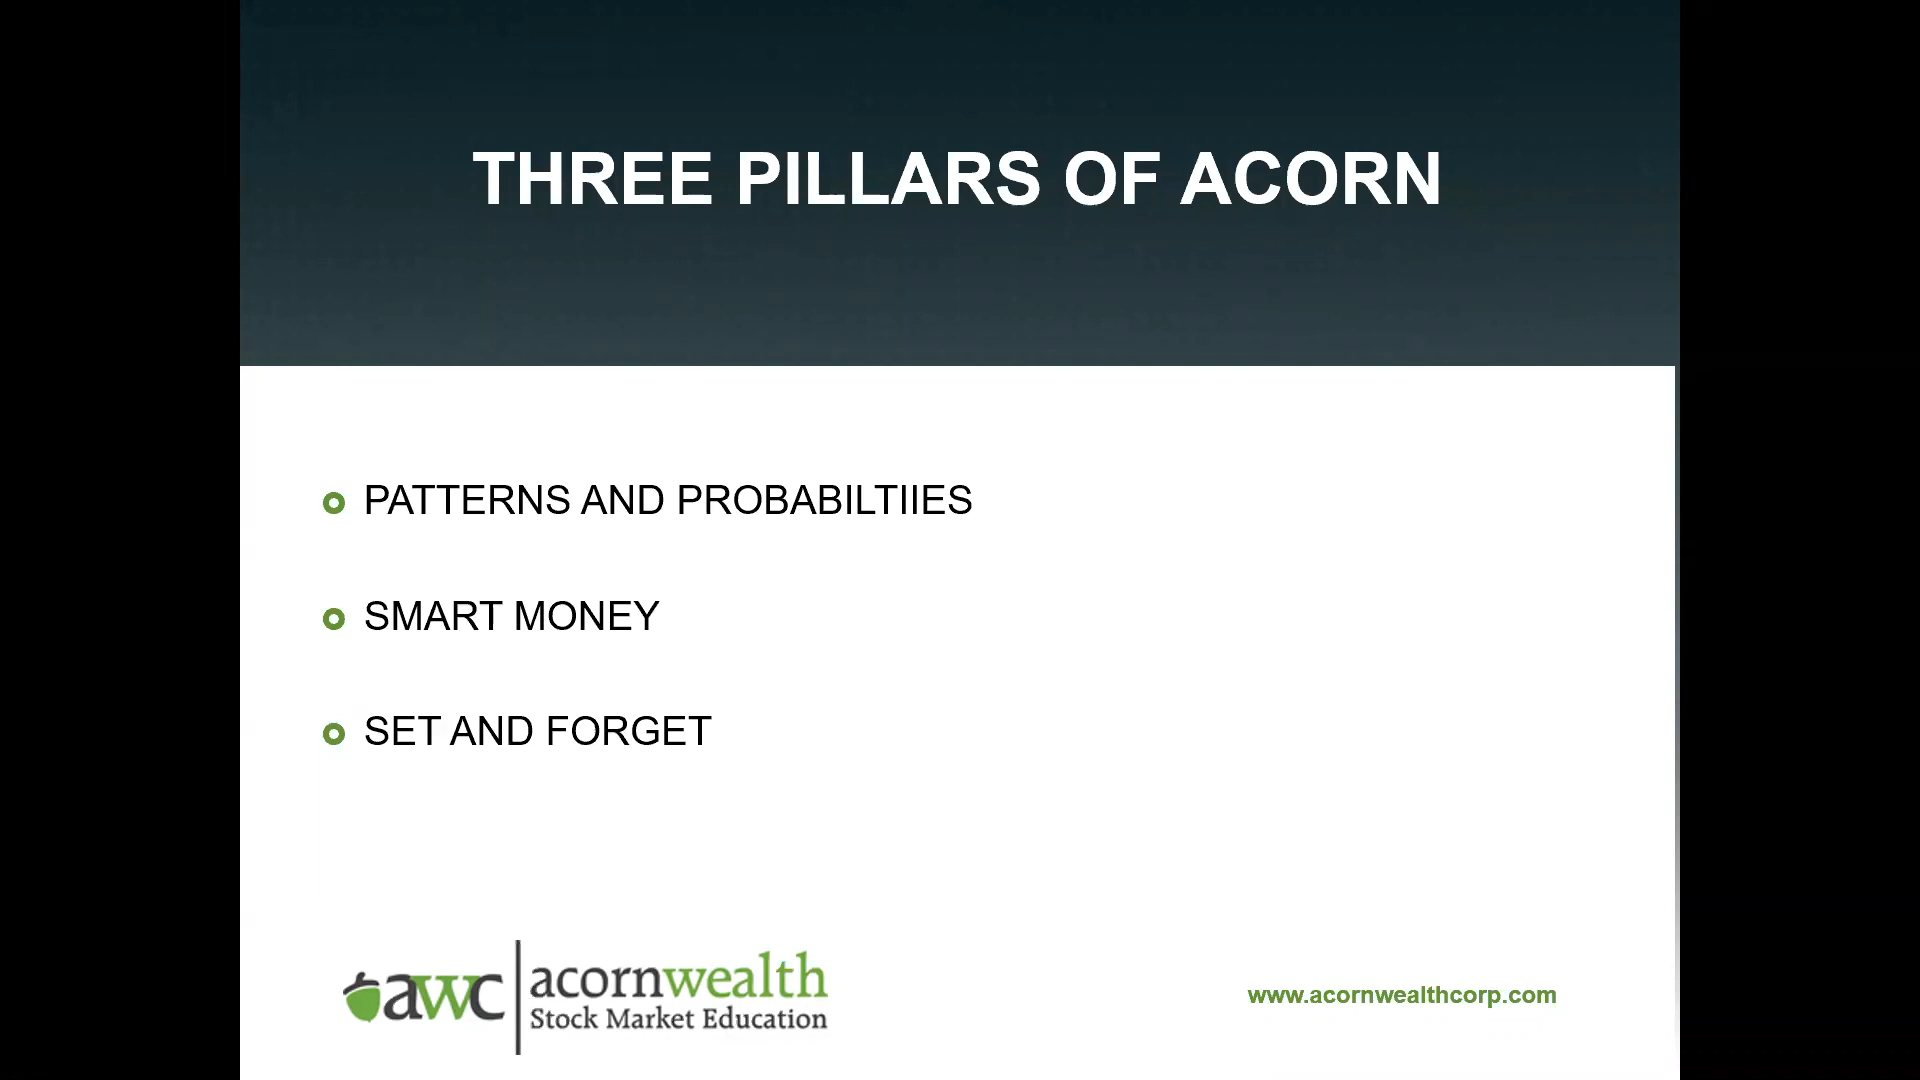 THREE PILLARS OF ACORN
PATTERNS AND PROBABILTIIES
SMART MONEY
SET AND FORGET
awc
acornwealth
Stock Market Education
www.acornwealthcorp.com